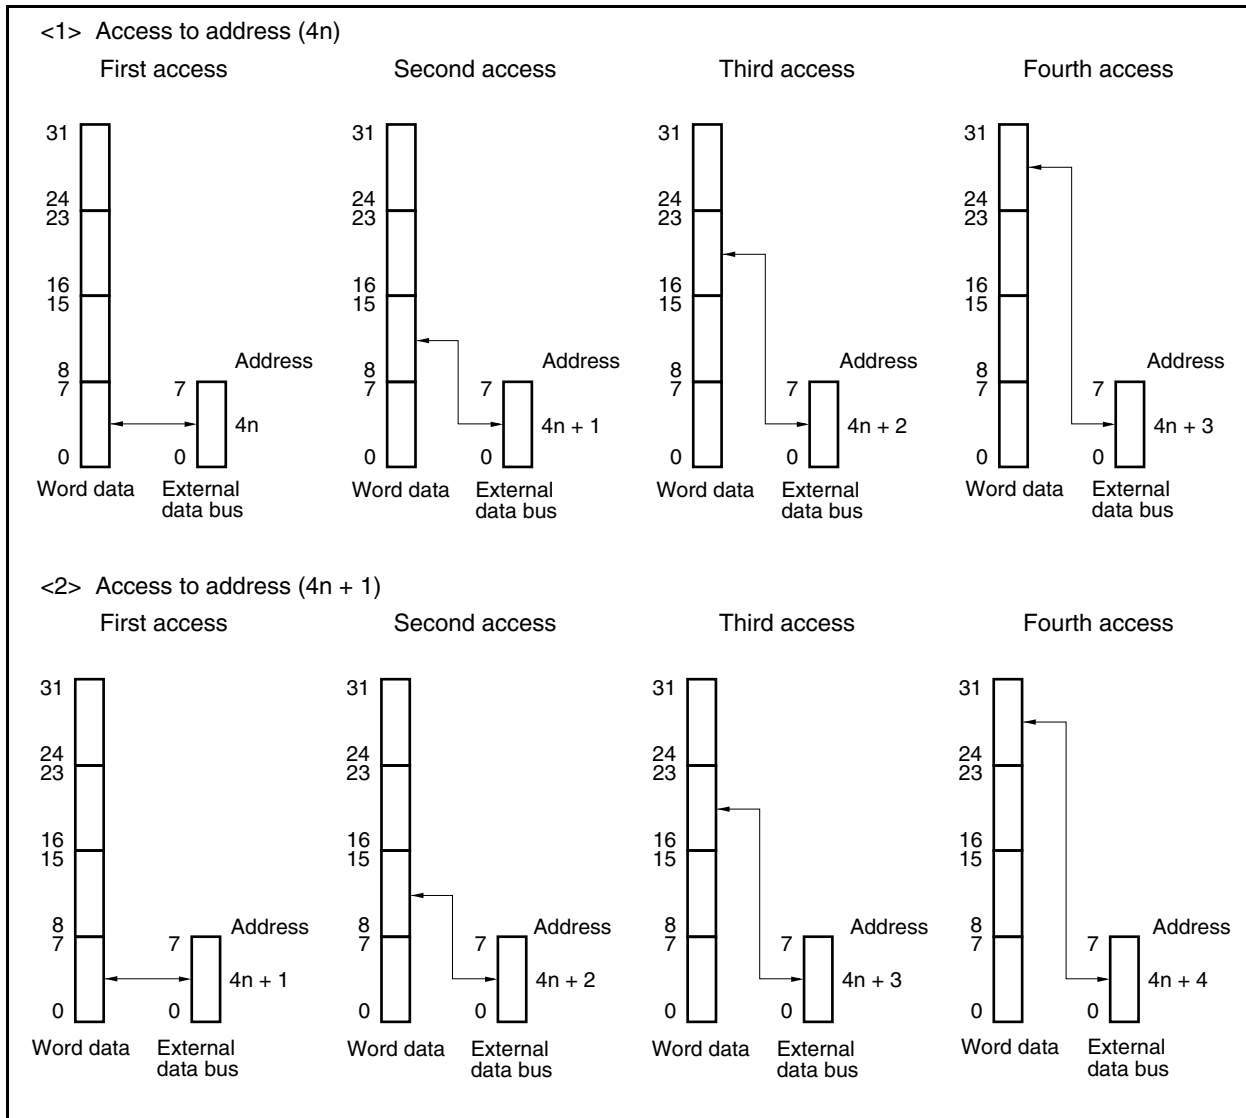 <1> Access to address (4n)
First access
Second access
Third access
Fourth access
31
31
31
31
24
24
24
24
23
23
23
23
16
16
16
16
15
15
15
15
Address
Address
Address
Address
8
8
8
8
7
7
7
7
7
7
7
7
4n
4n + 1
4n + 2
4n + 3
0
0
0
0
0
0
0
0
Word data
External
data bus
Word data
External
data bus
Word data
External
data bus
Word data
External
data bus
<2> Access to address (4n + 1)
First access
Second access
Third access
Fourth access
31
31
31
31
24
24
24
24
23
23
23
23
16
16
16
16
15
15
15
15
Address
Address
Address
Address
8
8
8
8
7
7
7
7
7
7
7
7
4n + 1
4n + 2
4n + 3
4n + 4
0
0
0
0
0
0
0
0
Word data
External
data bus
Word data
External
data bus
Word data
External
data bus
Word data
External
data bus